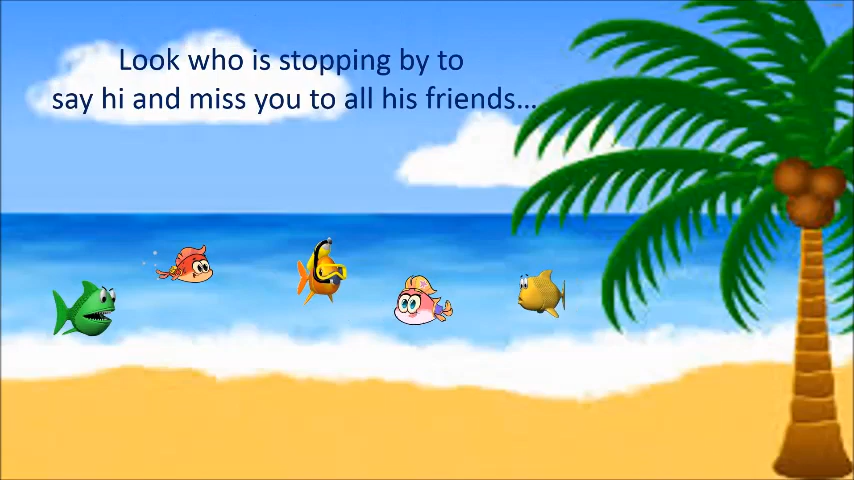 Look who is stopping by to
say hi and miss you to all his friends…